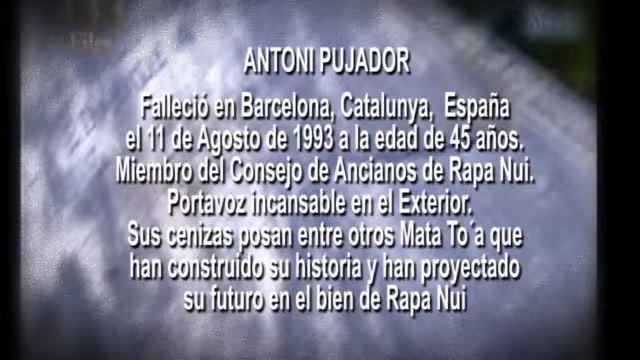 ANTONI PUJADOR
Falleció en Barcelona, Catalunya, España
el 11 de Agosto de 1993 a la edad de 45 años.
Miembro del Consejo de Ancianos de Rapa Nui.
Portavoz incansable en el Exterior.
Sus cenizas posan entre otros Mata To´a que
han construido su historia y han proyectado
su futuro en el bien de Rapa Nui